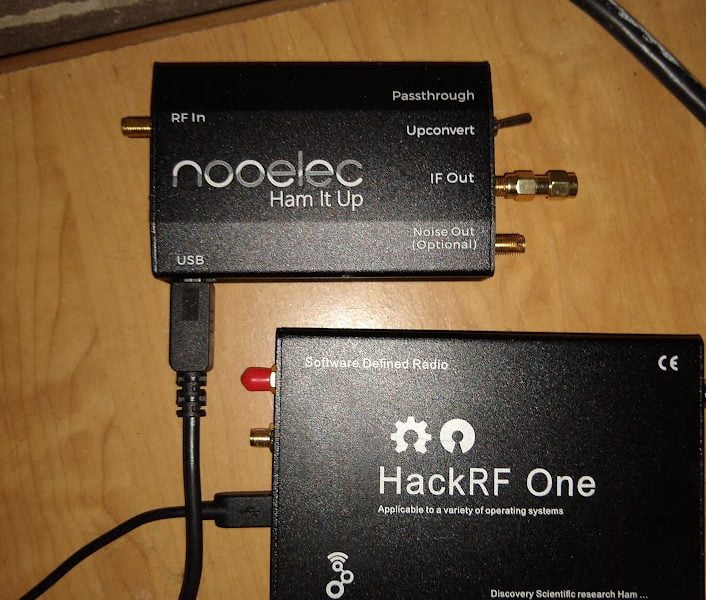 Passthrough
RF In
Upconvert
nooelec
IF Out
Ham It Up
Noise Out
(Optional)
USB
Software Defined Radio
CE
HackRF One
Applicable to a variety of operating systems
Discovery Scientific research Ham ...